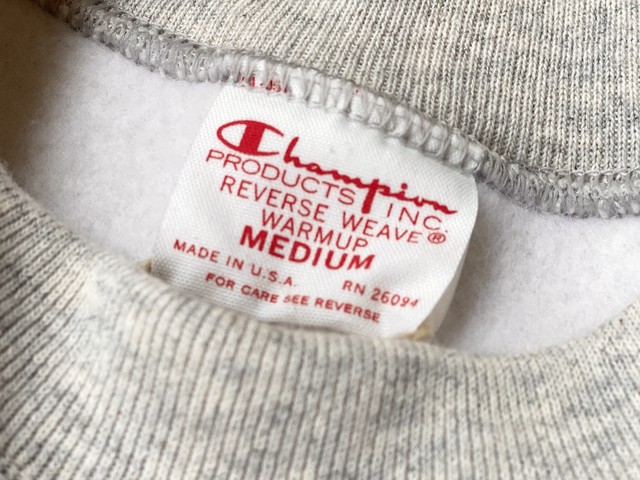 Champion
PRODUCTS INC.
REVERSE WEAVE®
WARMUP
MEDIUM
MADE IN U.S.A. RN 26094
FOR CARE SEE REVERSE